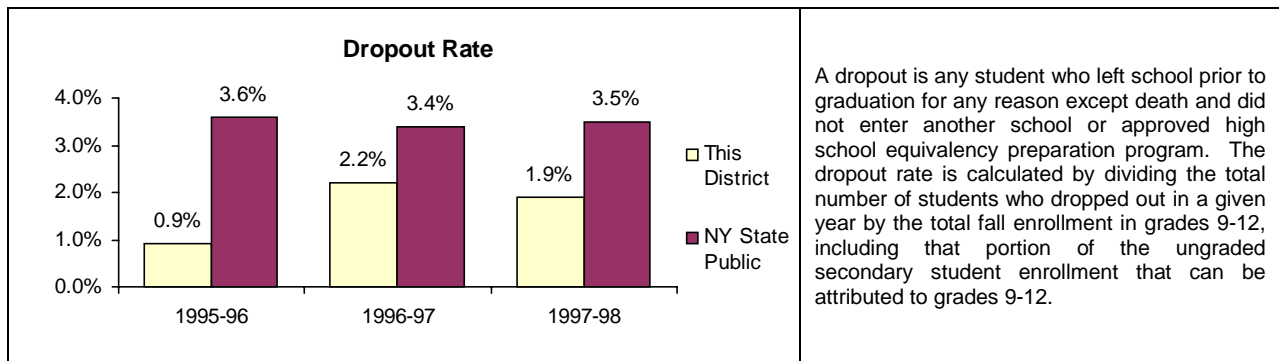 Dropout Rate
4.0%
3.0%
2.0%
1.0%
0.0%
3.6%
3.4%
3.5%
0.9%
2.2%
1.9%
1995-96
1996-97
1997-98
This
District
NY State
Public
A dropout is any student who left school prior to
graduation for any reason except death and did
not enter another school or approved high
school equivalency preparation program. The
dropout rate is calculated by dividing the total
number of students who dropped out in a given
year by the total fall enrollment in grades 9-12,
including that portion of the ungraded
secondary student enrollment that can be
attributed to grades 9-12.